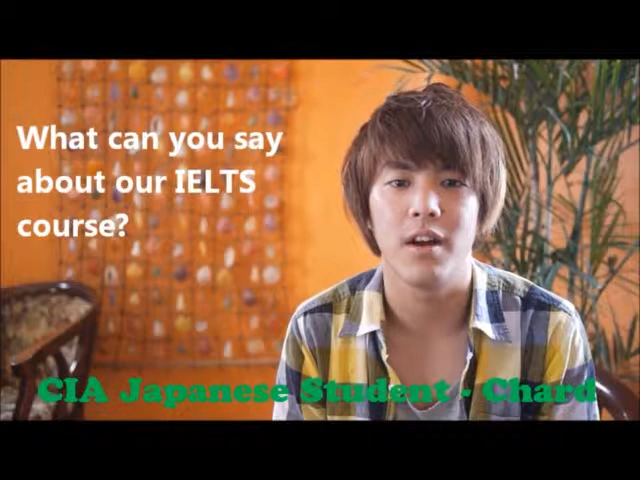 What can you say
about our IELTS
course?
CIA Japanese Student - Chard